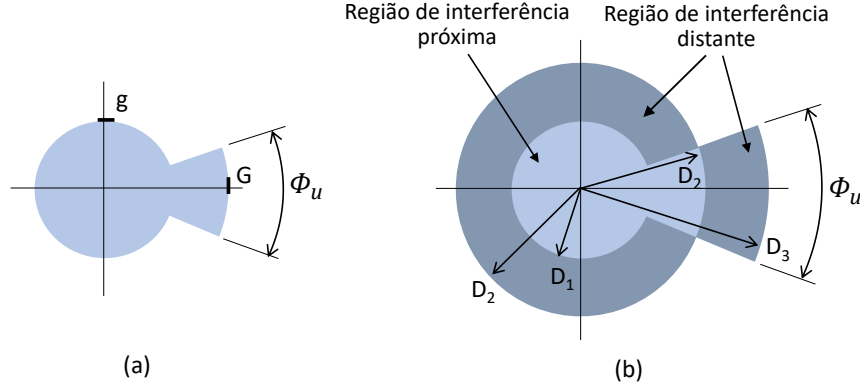 g
G
Φu
(a)
Região de interferência
próxima
Região de interferência
distante
D2
Φu
D3
D1
D2
(b)